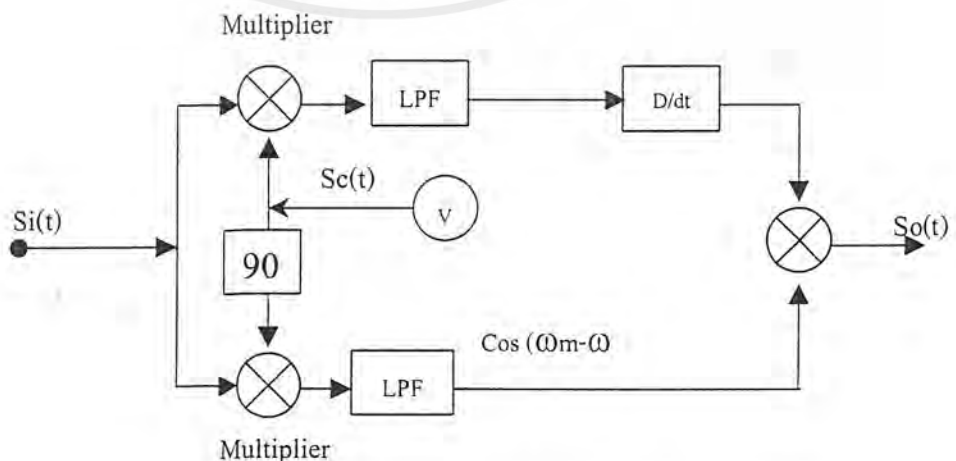 Multiplier
LPF
D/dt
Sc(t)
V
Si(t)
So(t)
90
Cos (ωm-ω
LPF
Multiplier